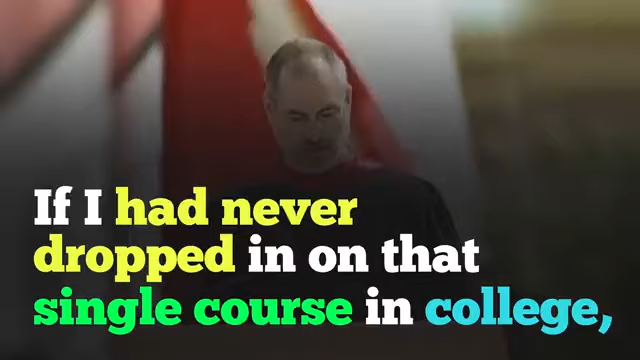 If I had never
dropped in on that
single course in college,